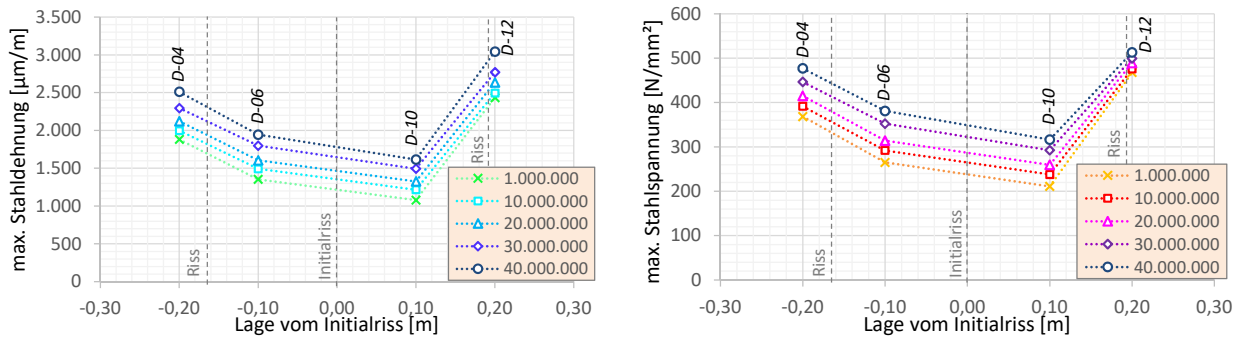 max. Stahldehnung [µm/m]
3.500
3.000
2.500
2.000
1.500
1.000
500
0
D-04
D-06
D-10
D-12
Riss
Initialriss
Riss
1.000.000
10.000.000
20.000.000
30.000.000
40.000.000
-0,30
-0,20
-0,10
0,00
0,10
0,20
0,30
Lage vom Initialriss [m]
max. Stahlspannung [N/mm²]
600
500
400
300
200
100
0
D-04
D-06
D-10
D-12
Riss
Initialriss
Riss
1.000.000
10.000.000
20.000.000
30.000.000
40.000.000
-0,30
-0,20
-0,10
0,00
0,10
0,20
0,30
Lage vom Initialriss [m]